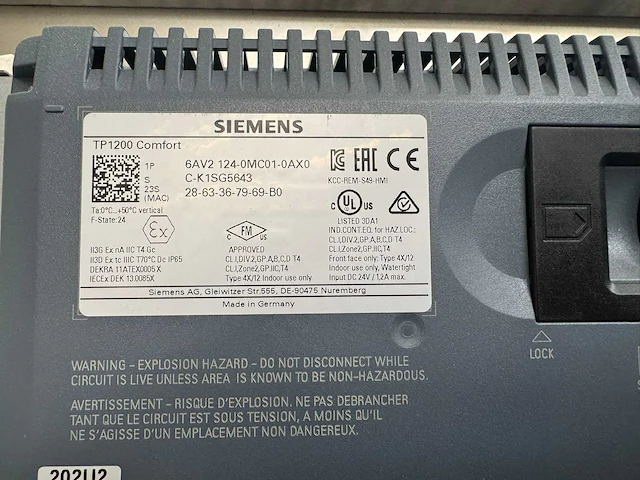 SIEMENS
TP1200 Comfort
1P 6AV2 124-0MC01-0AX0
S C-K1SG5643
23S 28-63-36-79-69-B0
(MAC)
KCC-REM-S49-HMI
EAC CE
Ta:0°C...+50°C vertical
F-State: 24
Ex
II3G Ex nA IIC T4 Gc
II3D Ex tc IIIC T70°C Dc IP65
DEKRA 11ATEX0005 X
IECEx DEK 13.0085X
C FM US
APPROVED
CL.I,DIV.2,GP.A,B,C,D T4
CL.I,Zone2,GP.IIC,T4
Type 4X/12 Indoor use only
C UL US
LISTED 3DA1
IND.CONT.EQ. for HAZ.LOC.:
CL.I,DIV.2,GP.A,B,C,D T4
CL.I,Zone2,GP.IIC,T4
Front face only: Type 4X/12
Indoor use only, Watertight
Input DC 24V / 1,2A max.
Siemens AG, Gleiwitzer Str.555, DE-90475 Nuremberg
Made in Germany
LOCK
WARNING – EXPLOSION HAZARD – DO NOT DISCONNECT WHILE
CIRCUIT IS LIVE UNLESS AREA IS KNOWN TO BE NON-HAZARDOUS.
AVERTISSEMENT – RISQUE D'EXPLOSION. NE PAS DEBRANCHER
TANT QUE LE CIRCUIT EST SOUS TENSION, A MOINS QU'IL
NE S'AGISSE D'UN EMPLACEMENT NON DANGEREUX.